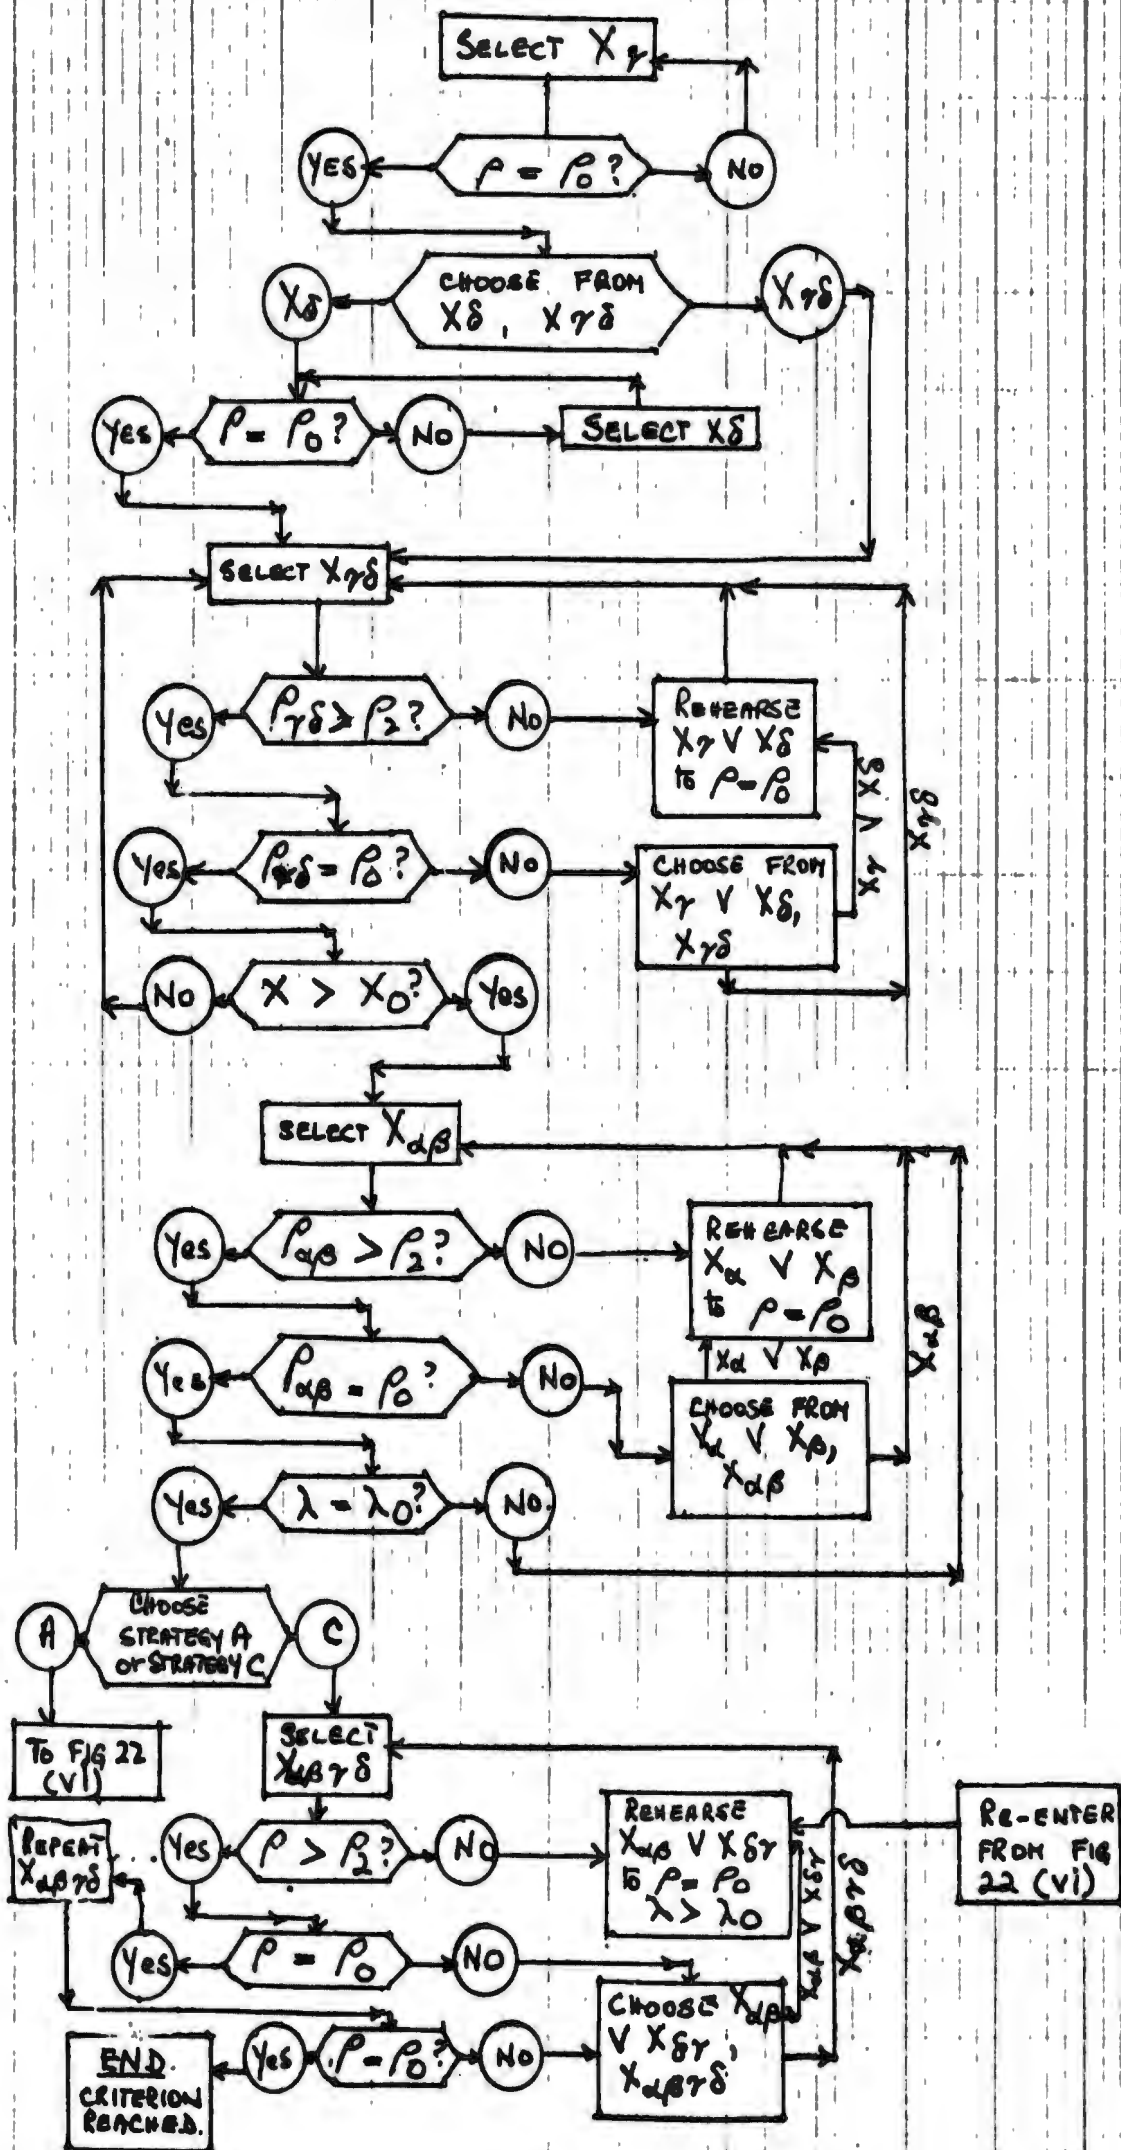 SELECT Xγ
YES
ρ = ρ0?
NO
Xδ
CHOOSE FROM
Xδ, Xγδ
Xγδ
Yes
ρ = ρ0?
NO
SELECT Xδ
SELECT Xγδ
Yes
ργδ ≥ ρ2?
No
REHEARSE
Xγ V Xδ
to ρ = ρ0
Xγ V Xδ
Xγδ
Yes
ργδ = ρ0?
NO
CHOOSE FROM
Xγ V Xδ,
Xγδ
NO
X > X0?
Yes
SELECT Xαβ
Yes
ραβ > ρ2?
NO
REHEARSE
Xα V Xβ
to ρ = ρ0
Xαβ
Xα V Xβ
Yes
ραβ = ρ0?
No
CHOOSE FROM
Xα V Xβ,
Xαβ
Yes
λ = λ0?
NO.
A
CHOOSE
STRATEGY A
or STRATEGY C
C
TO FIG 22
(VI)
SELECT
Xαβγδ
REPEAT
Xαβγδ
Yes
ρ > ρ2?
NO
REHEARSE
Xαβ V Xδγ
to ρ = ρ0
λ > λ0
Xαβ V Xδγ
Xαβγδ
RE-ENTER
FROM FIG
22 (VI)
Yes
ρ = ρ0
NO
CHOOSE Xαβ
V Xδγ,
Xαβγδ
END.
CRITERION
REACHED.
Yes
ρ = ρ0?
NO